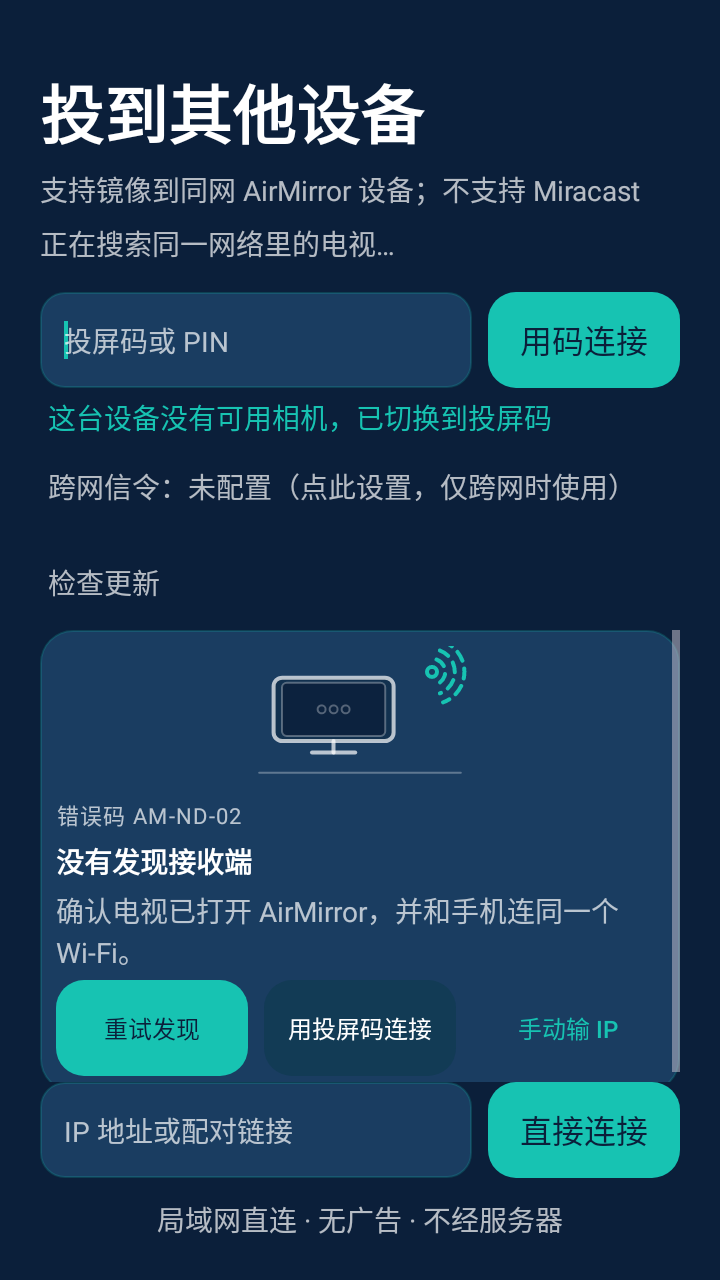 投到其他设备
支持镜像到同网 AirMirror 设备；不支持 Miracast
正在搜索同一网络里的电视…
投屏码或 PIN
用码连接
这台设备没有可用相机，已切换到投屏码
跨网信令：未配置（点此设置，仅跨网时使用）
检查更新
错误码 AM-ND-02
没有发现接收端
确认电视已打开 AirMirror，并和手机连同一个
Wi-Fi。
重试发现
用投屏码连接
手动输 IP
IP 地址或配对链接
直接连接
局域网直连 · 无广告 · 不经服务器